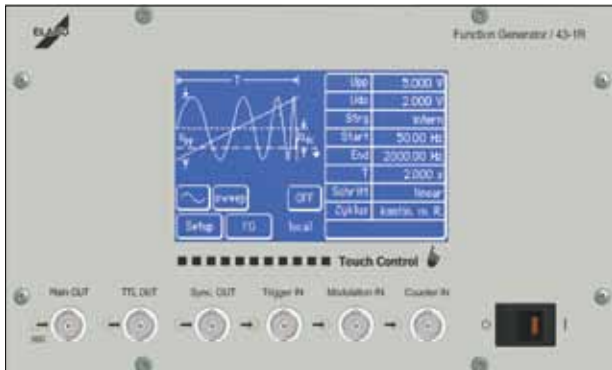 ELABO
Function Generator / 43-1R
T
Upp 5.000 V
Udc 2.000 V
Strg intern
Start 50.00 Hz
End 2000.00 Hz
T 2.000 s
Schritt linear
Zyklus kontin. m. R.
sweep OFF
Setup FG local
Touch Control
Main OUT TTL OUT Sync. OUT Trigger IN Modulation IN Counter IN
O I